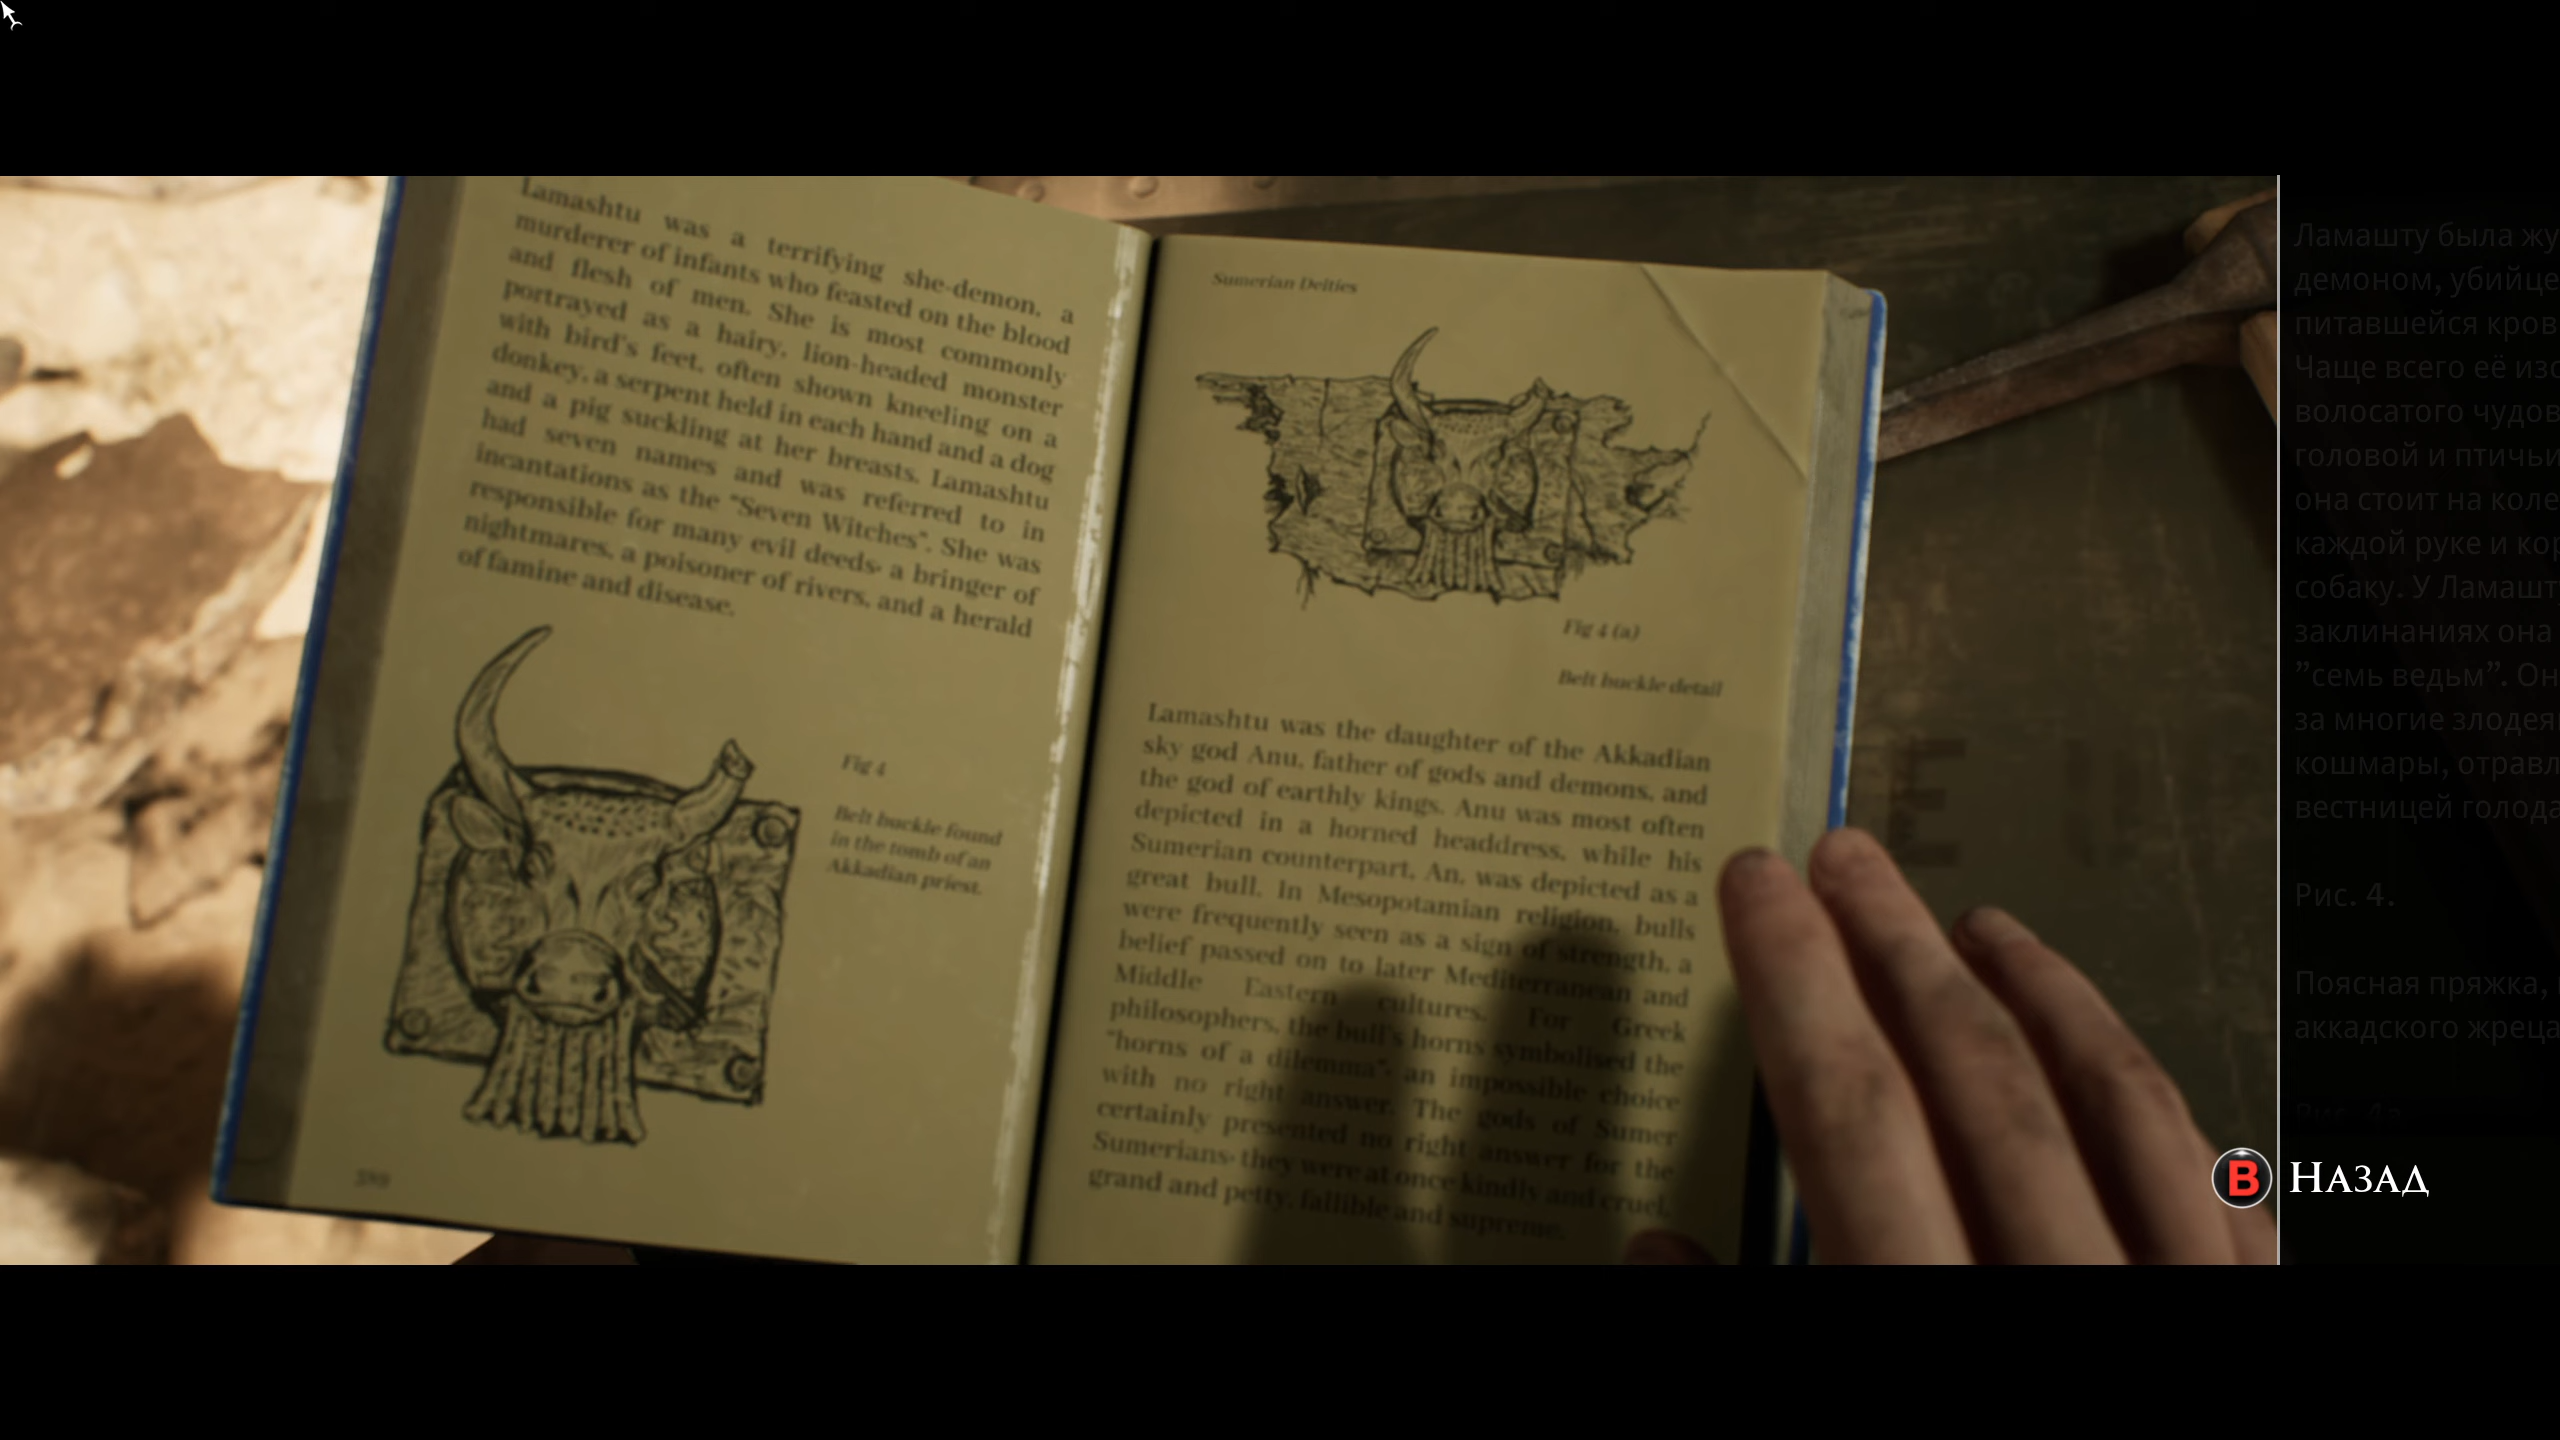 Lamashtu was a terrifying she-demon, a
murderer of infants who feasted on the blood
and flesh of men. She is most commonly
portrayed as a hairy, lion-headed monster
with bird's feet, often shown kneeling on a
donkey, a serpent held in each hand and a dog
and a pig suckling at her breasts. Lamashtu
had seven names and was referred to in
incantations as the "Seven Witches". She was
responsible for many evil deeds- a bringer of
nightmares, a poisoner of rivers, and a herald
of famine and disease.
Fig 4
Belt buckle found
in the tomb of an
Akkadian priest.
Sumerian Deities
Fig 4 (a)
Belt buckle detail
Lamashtu was the daughter of the Akkadian
sky god Anu, father of gods and demons, and
the god of earthly kings. Anu was most often
depicted in a horned headdress, while his
Sumerian counterpart, An, was depicted as a
great bull. In Mesopotamian religion, bulls
were frequently seen as a sign of strength, a
belief passed on to later Mediterranean and
Middle Eastern cultures. For Greek
philosophers, the bull's horns symbolised the
"horns of a dilemma"- an impossible choice
with no right answer. The gods of Sumer
certainly presented no right answer for the
Sumerians- they were at once kindly and cruel,
grand and petty, fallible and supreme.
Ламашту была жу
демоном, убийце
питавшейся кров
Чаще всего её изо
волосатого чудов
головой и птичьи
она стоит на коле
каждой руке и кор
собаку. У Ламашт
заклинаниях она
"семь ведьм". Он
за многие злодея
кошмары, отравл
вестницей голода
Рис. 4.
Поясная пряжка,
аккадского жреца
Рис. 4а
B Назад